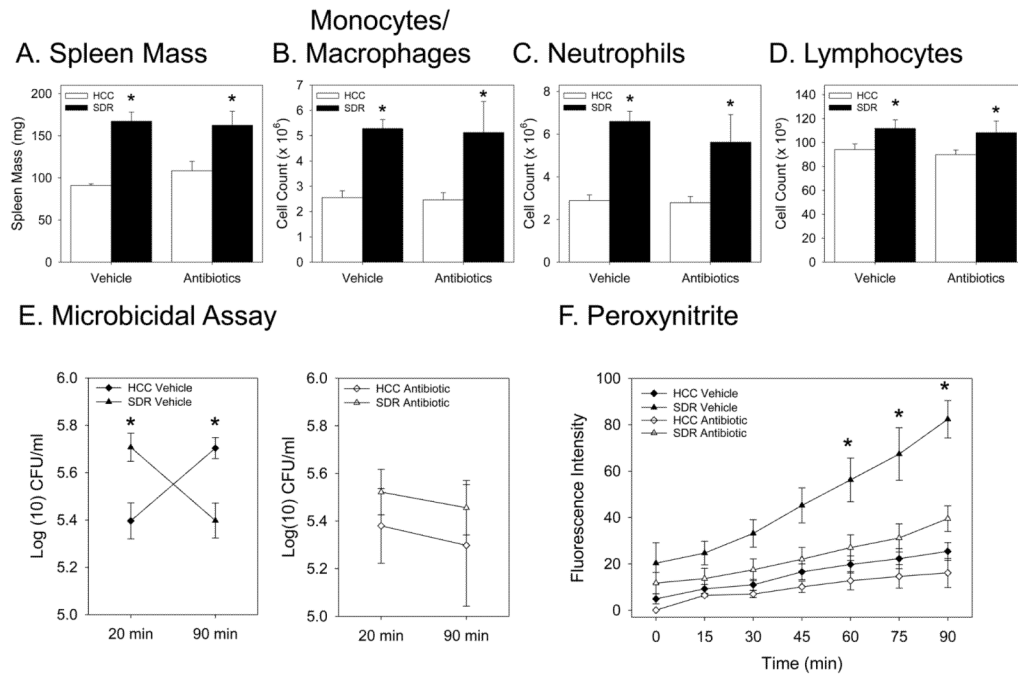 Monocytes/
A. Spleen Mass
B. Macrophages
C. Neutrophils
D. Lymphocytes
HCC
SDR
Spleen Mass (mg)
200
150
100
50
0
*
*
Vehicle
Antibiotics
HCC
SDR
Cell Count (x 10⁶)
7
6
5
4
3
2
1
0
*
*
Vehicle
Antibiotics
HCC
SDR
Cell Count (x 10⁶)
8
6
4
2
0
*
*
Vehicle
Antibiotics
HCC
SDR
Cell Count (x 10⁶)
140
120
100
80
60
40
20
0
*
*
Vehicle
Antibiotics
E. Microbicidal Assay
F. Peroxynitrite
Log (10) CFU/ml
6.0
5.8
5.6
5.4
5.2
5.0
HCC Vehicle
SDR Vehicle
*
*
20 min
90 min
Log(10) CFU/ml
6.0
5.8
5.6
5.4
5.2
5.0
HCC Antibiotic
SDR Antibiotic
20 min
90 min
Fluorescence Intensity
100
80
60
40
20
0
HCC Vehicle
SDR Vehicle
HCC Antibiotic
SDR Antibiotic
*
*
*
0
15
30
45
60
75
90
Time (min)